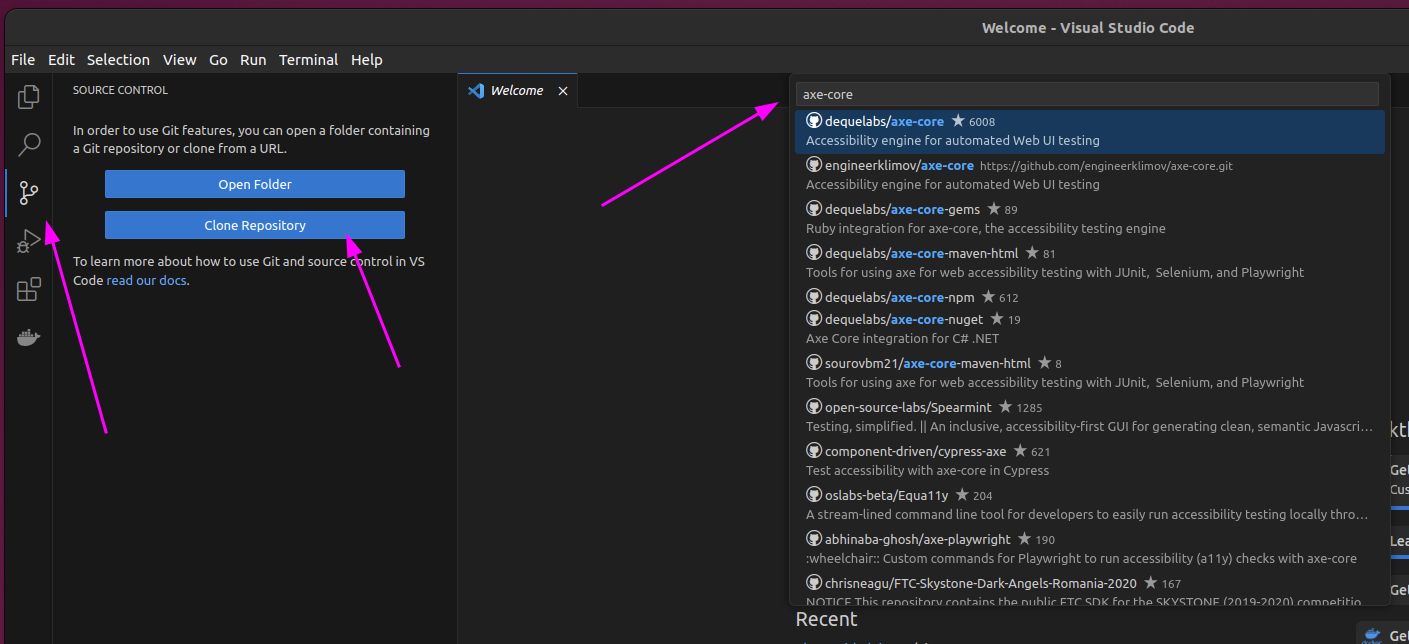 Welcome - Visual Studio Code
File Edit Selection View Go Run Terminal Help
SOURCE CONTROL
In order to use Git features, you can open a folder containing
a Git repository or clone from a URL.
Open Folder
Clone Repository
To learn more about how to use Git and source control in VS
Code read our docs.
Welcome
axe-core
dequelabs/axe-core ★ 6008
Accessibility engine for automated Web UI testing
engineerklimov/axe-core https://github.com/engineerklimov/axe-core.git
Accessibility engine for automated Web UI testing
dequelabs/axe-core-gems ★ 89
Ruby integration for axe-core, the accessibility testing engine
dequelabs/axe-core-maven-html ★ 81
Tools for using axe for web accessibility testing with JUnit, Selenium, and Playwright
dequelabs/axe-core-npm ★ 612
dequelabs/axe-core-nuget ★ 19
Axe Core integration for C# .NET
sourovbm21/axe-core-maven-html ★ 8
Tools for using axe for web accessibility testing with JUnit, Selenium, and Playwright
open-source-labs/Spearmint ★ 1285
Testing, simplified. || An inclusive, accessibility-first GUI for generating clean, semantic Javascri…
component-driven/cypress-axe ★ 621
Test accessibility with axe-core in Cypress
oslabs-beta/Equa11y ★ 204
A stream-lined command line tool for developers to easily run accessibility testing locally thro…
abhinaba-ghosh/axe-playwright ★ 190
:wheelchair:: Custom commands for Playwright to run accessibility (a11y) checks with axe-core
chrisneagu/FTC-Skystone-Dark-Angels-Romania-2020 ★ 167
NOTICE This repository contains the public FTC SDK for the SKYSTONE (2019-2020) competitio
Recent
kth
Get
Cus
Lea
Get
Get